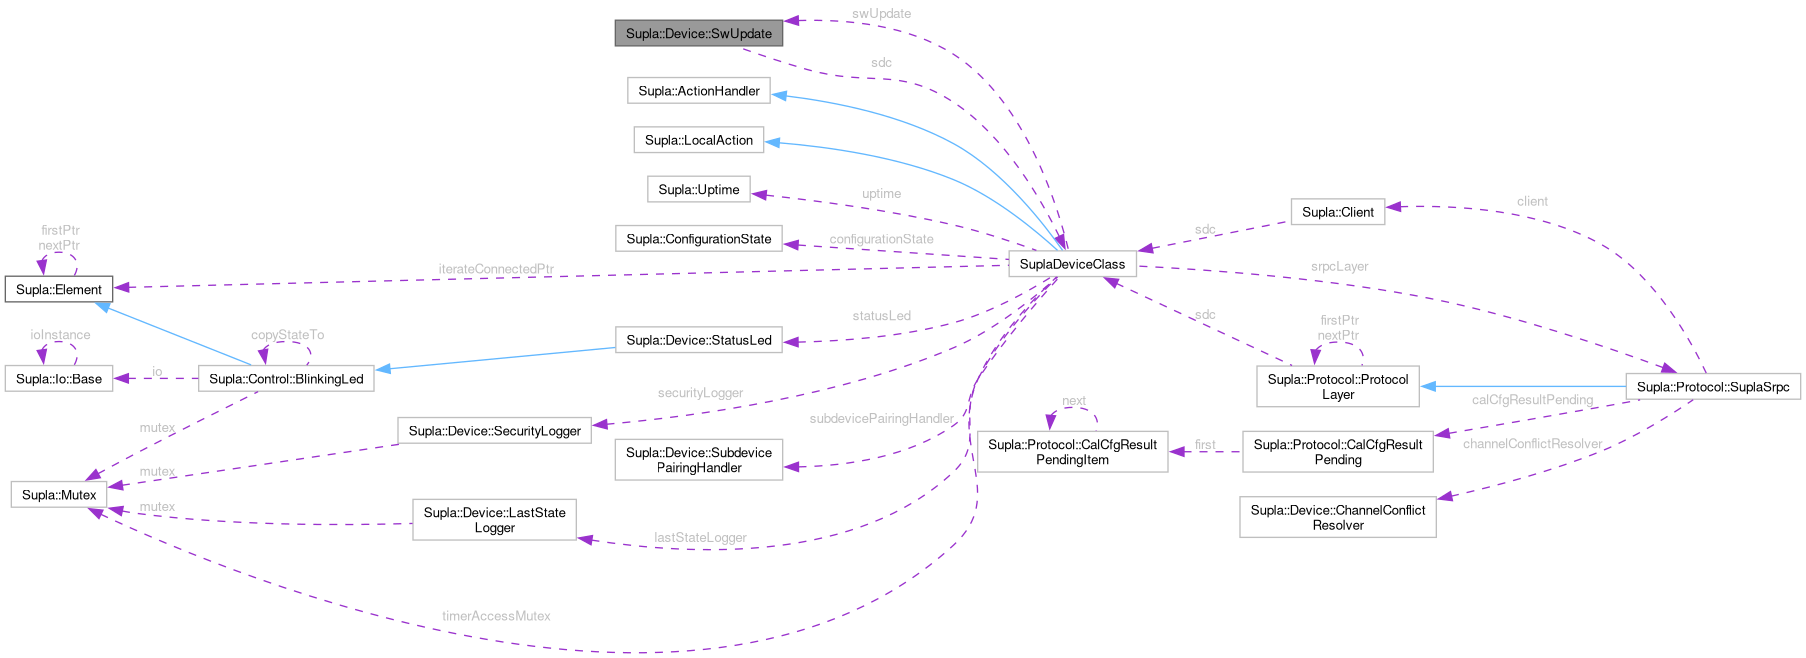 swUpdate
Supla::Device::SwUpdate
sdc
Supla::ActionHandler
Supla::LocalAction
Supla::Uptime
uptime
Supla::Client
client
sdc
firstPtr
nextPtr
Supla::ConfigurationState
configurationState
SuplaDeviceClass
srpcLayer
iterateConnectedPtr
Supla::Element
statusLed
sdc
firstPtr
nextPtr
ioInstance
copyStateTo
Supla::Device::StatusLed
Supla::Io::Base
io
Supla::Control::BlinkingLed
Supla::Protocol::Protocol
Layer
Supla::Protocol::SuplaSrpc
securityLogger
next
calCfgResultPending
mutex
Supla::Device::SecurityLogger
subdevicePairingHandler
Supla::Device::Subdevice
PairingHandler
Supla::Protocol::CalCfgResult
PendingItem
first
Supla::Protocol::CalCfgResult
Pending
channelConflictResolver
mutex
Supla::Mutex
mutex
Supla::Device::LastState
Logger
lastStateLogger
Supla::Device::ChannelConflict
Resolver
timerAccessMutex